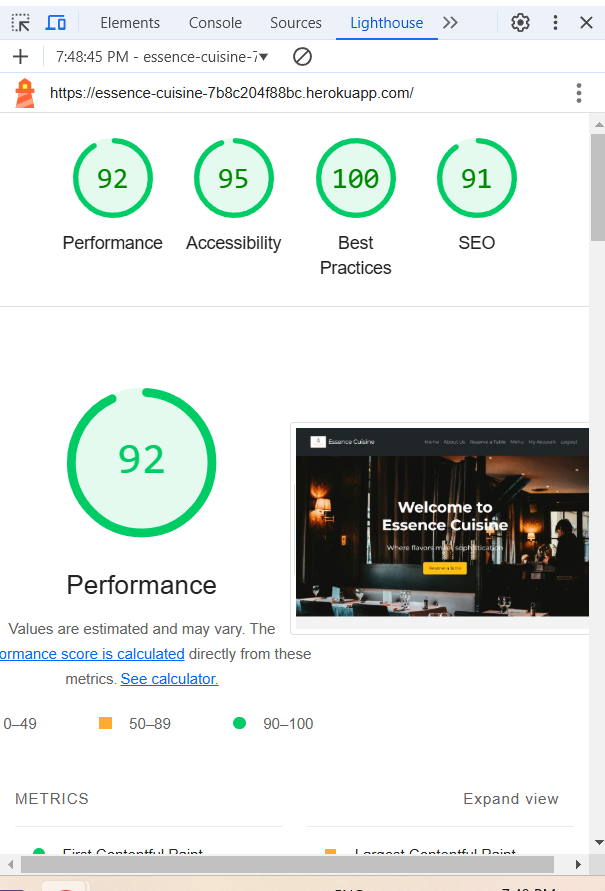 Elements Console Sources Lighthouse
7:48:45 PM - essence-cuisine-7
https://essence-cuisine-7b8c204f88bc.herokuapp.com/
92 95 100 91
Performance Accessibility Best Practices SEO
92
Essence Cuisine Home About Us Reserve a Table Menu My Account Logout
Welcome to
Essence Cuisine
Where flavors meet sophistication
Reserve a Table
Performance
Values are estimated and may vary. The
ormance score is calculated directly from these
metrics. See calculator.
0–49 50–89 90–100
METRICS Expand view
First Contentful Paint Largest Contentful Paint